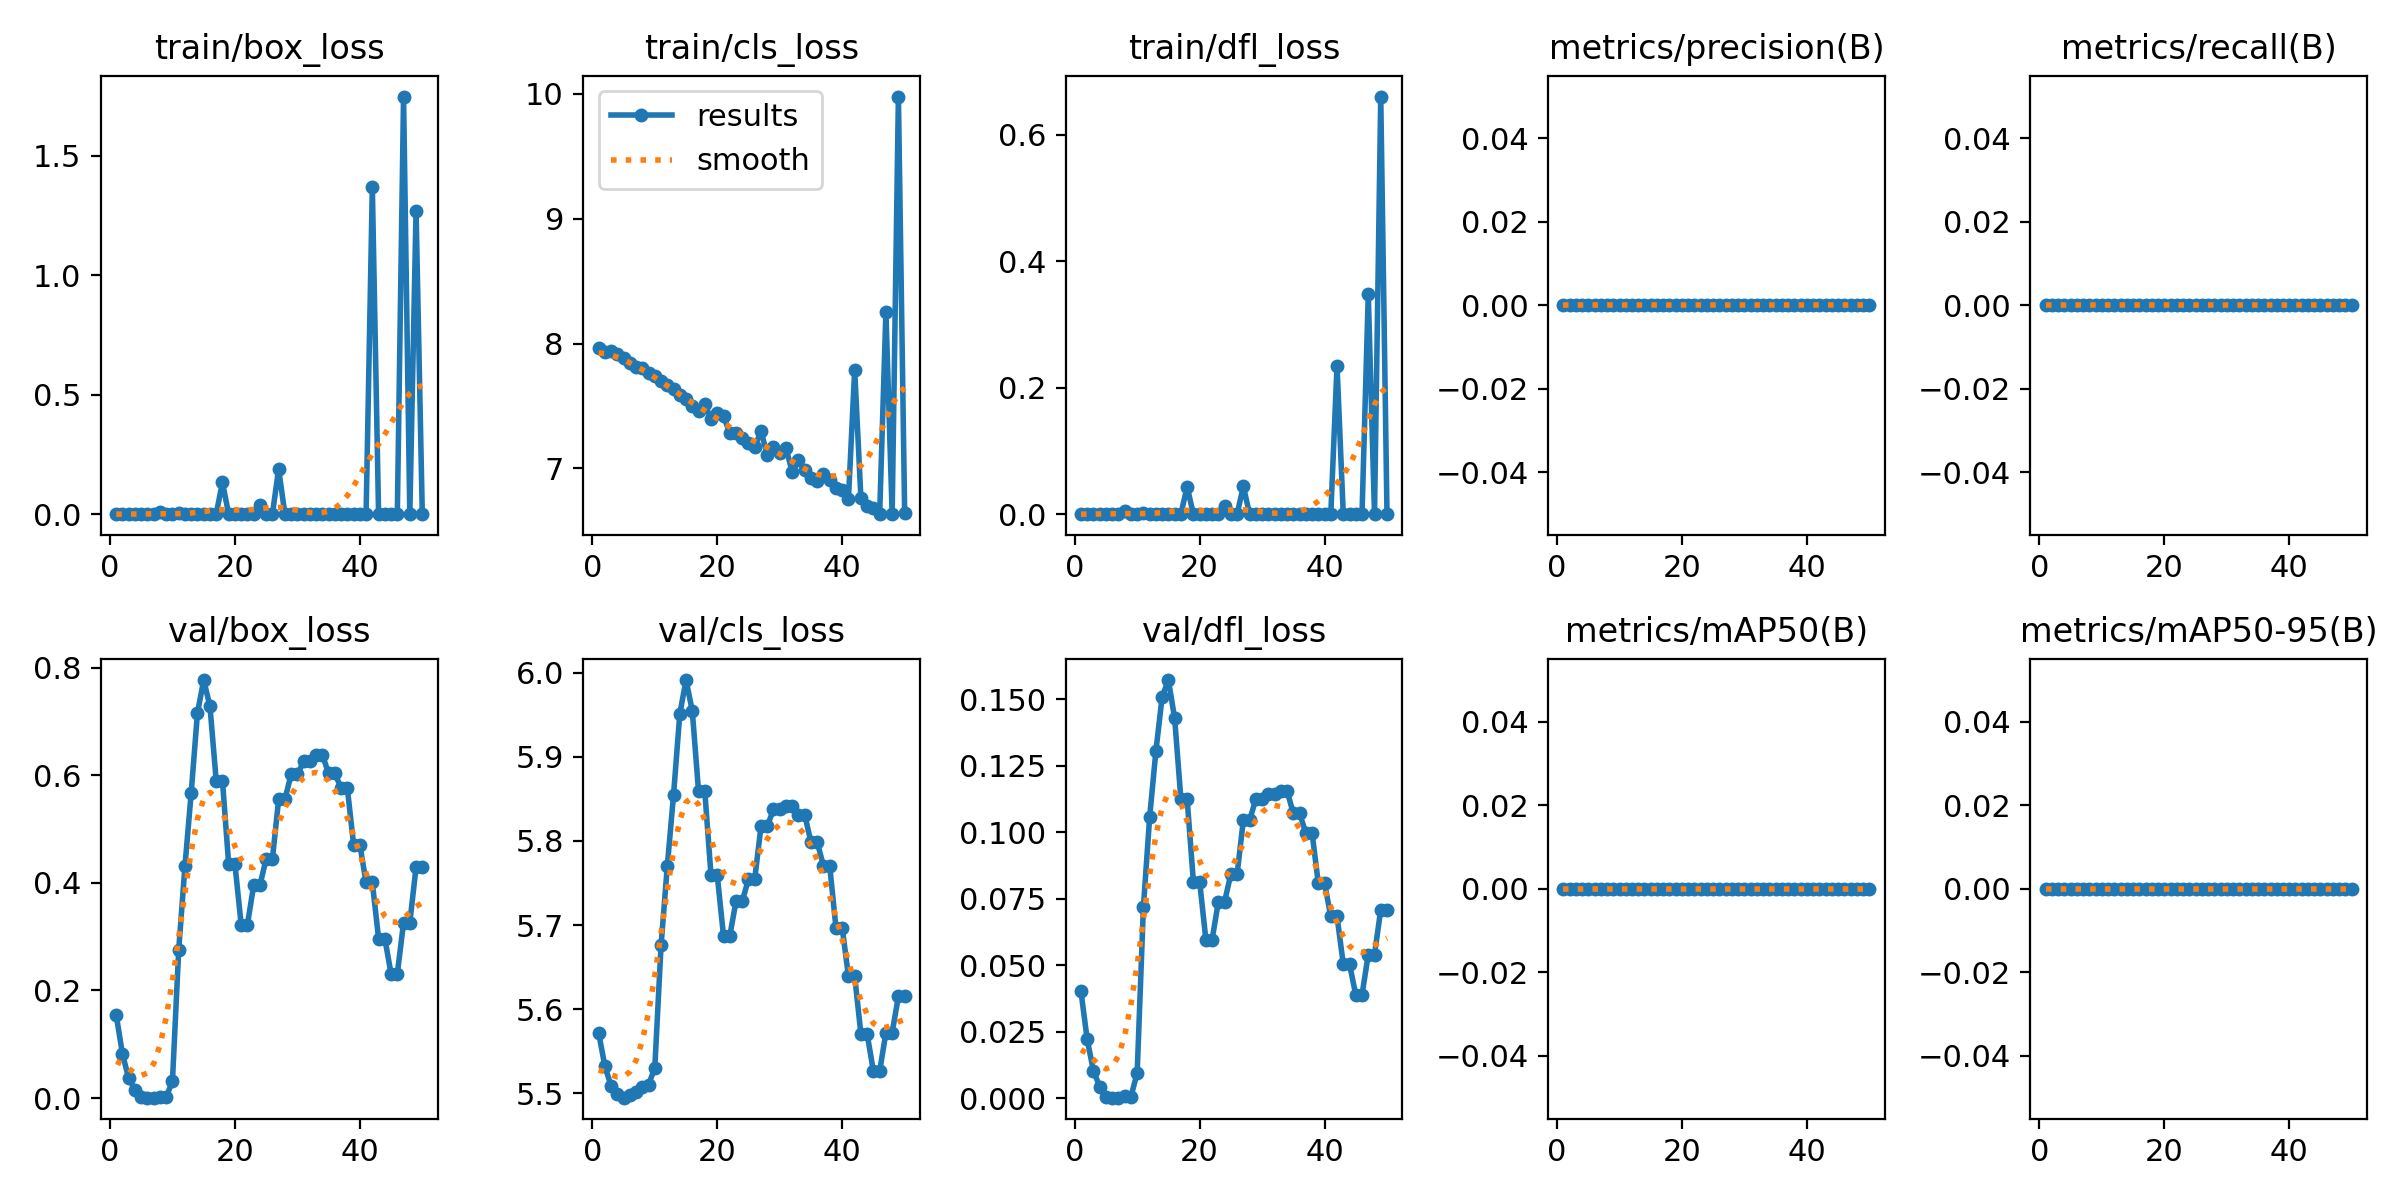 train/box_loss
train/cls_loss
train/dfl_loss
metrics/precision(B)
metrics/recall(B)
1.5
1.0
0.5
0.0
0 20 40
10
9
8
7
results
smooth
0 20 40
0.6
0.4
0.2
0.0
0 20 40
0.04
0.02
0.00
−0.02
−0.04
0 20 40
0.04
0.02
0.00
−0.02
−0.04
0 20 40
val/box_loss
val/cls_loss
val/dfl_loss
metrics/mAP50(B)
metrics/mAP50-95(B)
0.8
0.6
0.4
0.2
0.0
0 20 40
6.0
5.9
5.8
5.7
5.6
5.5
0 20 40
0.150
0.125
0.100
0.075
0.050
0.025
0.000
0 20 40
0.04
0.02
0.00
−0.02
−0.04
0 20 40
0.04
0.02
0.00
−0.02
−0.04
0 20 40